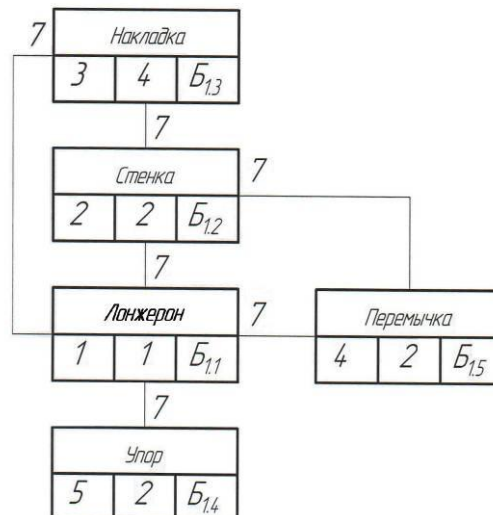 7 Накладка
3 4 Б1.3
7
Стенка 7
2 2 Б1.2
7
Лонжерон 7 Перемычка
1 1 Б1.1 4 2 Б1.5
7
Упор
5 2 Б1.4